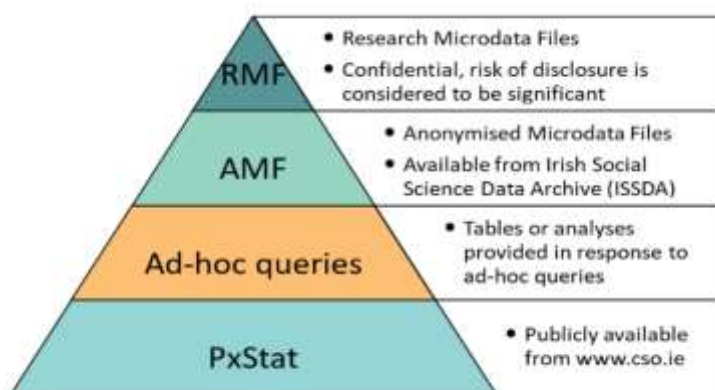 RMF
• Research Microdata Files
• Confidential, risk of disclosure is
considered to be significant
AMF
• Anonymised Microdata Files
• Available from Irish Social
Science Data Archive (ISSDA)
Ad-hoc queries
• Tables or analyses
provided in response to
ad-hoc queries
PxStat
• Publicly available
from www.cso.ie